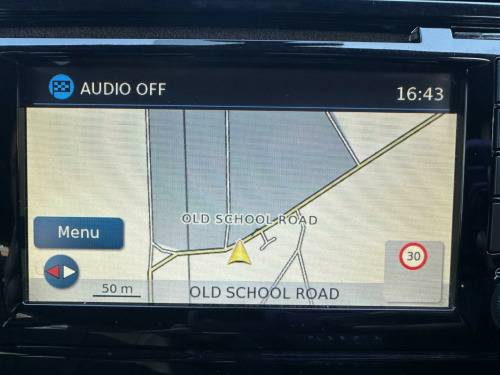 AUDIO OFF
16:43
OLD SCHOOL ROAD
Menu
30
50 m
OLD SCHOOL ROAD